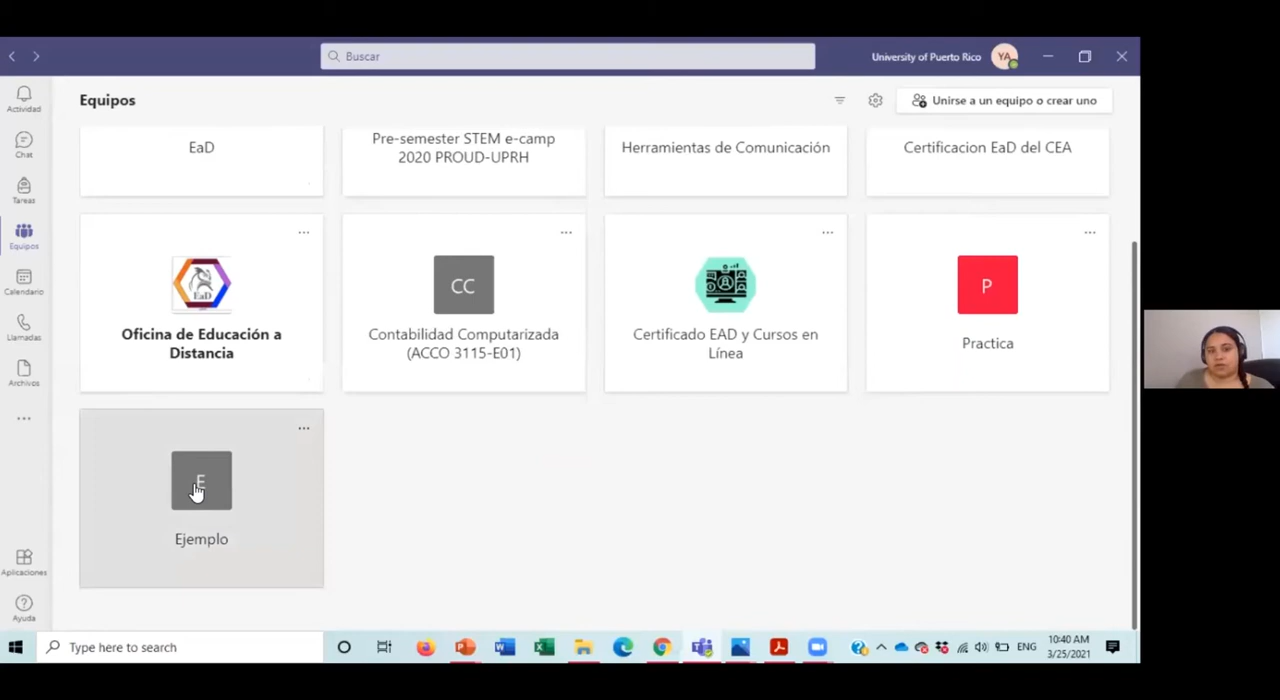 Buscar
University of Puerto Rico
YA
Actividad
Chat
Tareas
Equipos
Calendario
Llamadas
Archivos
Aplicaciones
Ayuda
Equipos
Unirse a un equipo o crear uno
EaD
Pre-semester STEM e-camp
2020 PROUD-UPRH
Herramientas de Comunicación
Certificacion EaD del CEA
EaD
Oficina de Educación a
Distancia
CC
Contabilidad Computarizada
(ACCO 3115-E01)
Certificado EAD y Cursos en
Línea
P
Practica
E
Ejemplo
Type here to search
ENG
10:40 AM
3/25/2021